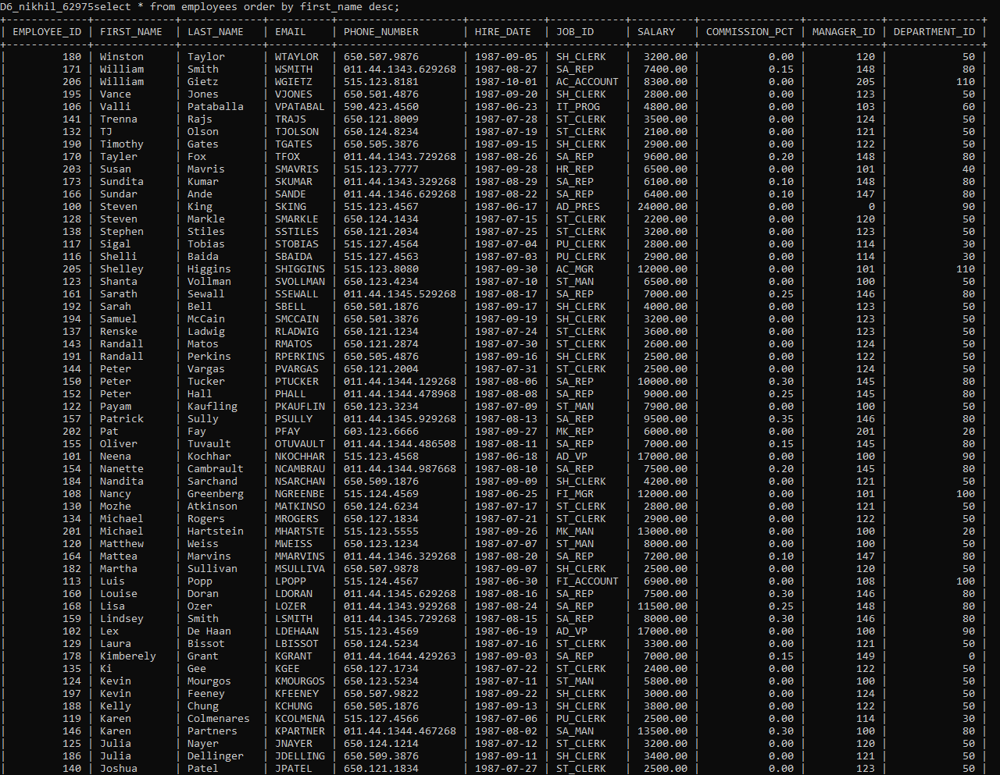 D6_nikhil_62975select * from employees order by first_name desc;
+-------------+-------------+-------------+----------+--------------------+------------+------------+----------+----------------+------------+---------------+
| EMPLOYEE_ID | FIRST_NAME  | LAST_NAME   | EMAIL    | PHONE_NUMBER       | HIRE_DATE  | JOB_ID     | SALARY   | COMMISSION_PCT | MANAGER_ID | DEPARTMENT_ID |
+-------------+-------------+-------------+----------+--------------------+------------+------------+----------+----------------+------------+---------------+
| 180 | Winston | Taylor | WTAYLOR | 650.507.9876 | 1987-09-05 | SH_CLERK | 3200.00 | 0.00 | 120 | 50 |
| 171 | William | Smith | WSMITH | 011.44.1343.629268 | 1987-08-27 | SA_REP | 7400.00 | 0.15 | 148 | 80 |
| 206 | William | Gietz | WGIETZ | 515.123.8181 | 1987-10-01 | AC_ACCOUNT | 8300.00 | 0.00 | 205 | 110 |
| 195 | Vance | Jones | VJONES | 650.501.4876 | 1987-09-20 | SH_CLERK | 2800.00 | 0.00 | 123 | 50 |
| 106 | Valli | Pataballa | VPATABAL | 590.423.4560 | 1987-06-23 | IT_PROG | 4800.00 | 0.00 | 103 | 60 |
| 141 | Trenna | Rajs | TRAJS | 650.121.8009 | 1987-07-28 | ST_CLERK | 3500.00 | 0.00 | 124 | 50 |
| 132 | TJ | Olson | TJOLSON | 650.124.8234 | 1987-07-19 | ST_CLERK | 2100.00 | 0.00 | 121 | 50 |
| 190 | Timothy | Gates | TGATES | 650.505.3876 | 1987-09-15 | SH_CLERK | 2900.00 | 0.00 | 122 | 50 |
| 170 | Tayler | Fox | TFOX | 011.44.1343.729268 | 1987-08-26 | SA_REP | 9600.00 | 0.20 | 148 | 80 |
| 203 | Susan | Mavris | SMAVRIS | 515.123.7777 | 1987-09-28 | HR_REP | 6500.00 | 0.00 | 101 | 40 |
| 173 | Sundita | Kumar | SKUMAR | 011.44.1343.329268 | 1987-08-29 | SA_REP | 6100.00 | 0.10 | 148 | 80 |
| 166 | Sundar | Ande | SANDE | 011.44.1346.629268 | 1987-08-22 | SA_REP | 6400.00 | 0.10 | 147 | 80 |
| 100 | Steven | King | SKING | 515.123.4567 | 1987-06-17 | AD_PRES | 24000.00 | 0.00 | 0 | 90 |
| 128 | Steven | Markle | SMARKLE | 650.124.1434 | 1987-07-15 | ST_CLERK | 2200.00 | 0.00 | 120 | 50 |
| 138 | Stephen | Stiles | SSTILES | 650.121.2034 | 1987-07-25 | ST_CLERK | 3200.00 | 0.00 | 123 | 50 |
| 117 | Sigal | Tobias | STOBIAS | 515.127.4564 | 1987-07-04 | PU_CLERK | 2800.00 | 0.00 | 114 | 30 |
| 116 | Shelli | Baida | SBAIDA | 515.127.4563 | 1987-07-03 | PU_CLERK | 2900.00 | 0.00 | 114 | 30 |
| 205 | Shelley | Higgins | SHIGGINS | 515.123.8080 | 1987-09-30 | AC_MGR | 12000.00 | 0.00 | 101 | 110 |
| 123 | Shanta | Vollman | SVOLLMAN | 650.123.4234 | 1987-07-10 | ST_MAN | 6500.00 | 0.00 | 100 | 50 |
| 161 | Sarath | Sewall | SSEWALL | 011.44.1345.529268 | 1987-08-17 | SA_REP | 7000.00 | 0.25 | 146 | 80 |
| 192 | Sarah | Bell | SBELL | 650.501.1876 | 1987-09-17 | SH_CLERK | 4000.00 | 0.00 | 123 | 50 |
| 194 | Samuel | McCain | SMCCAIN | 650.501.3876 | 1987-09-19 | SH_CLERK | 3200.00 | 0.00 | 123 | 50 |
| 137 | Renske | Ladwig | RLADWIG | 650.121.1234 | 1987-07-24 | ST_CLERK | 3600.00 | 0.00 | 123 | 50 |
| 143 | Randall | Matos | RMATOS | 650.121.2874 | 1987-07-30 | ST_CLERK | 2600.00 | 0.00 | 124 | 50 |
| 191 | Randall | Perkins | RPERKINS | 650.505.4876 | 1987-09-16 | SH_CLERK | 2500.00 | 0.00 | 122 | 50 |
| 144 | Peter | Vargas | PVARGAS | 650.121.2004 | 1987-07-31 | ST_CLERK | 2500.00 | 0.00 | 124 | 50 |
| 150 | Peter | Tucker | PTUCKER | 011.44.1344.129268 | 1987-08-06 | SA_REP | 10000.00 | 0.30 | 145 | 80 |
| 152 | Peter | Hall | PHALL | 011.44.1344.478968 | 1987-08-08 | SA_REP | 9000.00 | 0.25 | 145 | 80 |
| 122 | Payam | Kaufling | PKAUFLIN | 650.123.3234 | 1987-07-09 | ST_MAN | 7900.00 | 0.00 | 100 | 50 |
| 157 | Patrick | Sully | PSULLY | 011.44.1345.929268 | 1987-08-13 | SA_REP | 9500.00 | 0.35 | 146 | 80 |
| 202 | Pat | Fay | PFAY | 603.123.6666 | 1987-09-27 | MK_REP | 6000.00 | 0.00 | 201 | 20 |
| 155 | Oliver | Tuvault | OTUVAULT | 011.44.1344.486508 | 1987-08-11 | SA_REP | 7000.00 | 0.15 | 145 | 80 |
| 101 | Neena | Kochhar | NKOCHHAR | 515.123.4568 | 1987-06-18 | AD_VP | 17000.00 | 0.00 | 100 | 90 |
| 154 | Nanette | Cambrault | NCAMBRAU | 011.44.1344.987668 | 1987-08-10 | SA_REP | 7500.00 | 0.20 | 145 | 80 |
| 184 | Nandita | Sarchand | NSARCHAN | 650.509.1876 | 1987-09-09 | SH_CLERK | 4200.00 | 0.00 | 121 | 50 |
| 108 | Nancy | Greenberg | NGREENBE | 515.124.4569 | 1987-06-25 | FI_MGR | 12000.00 | 0.00 | 101 | 100 |
| 130 | Mozhe | Atkinson | MATKINSO | 650.124.6234 | 1987-07-17 | ST_CLERK | 2800.00 | 0.00 | 121 | 50 |
| 134 | Michael | Rogers | MROGERS | 650.127.1834 | 1987-07-21 | ST_CLERK | 2900.00 | 0.00 | 122 | 50 |
| 201 | Michael | Hartstein | MHARTSTE | 515.123.5555 | 1987-09-26 | MK_MAN | 13000.00 | 0.00 | 100 | 20 |
| 120 | Matthew | Weiss | MWEISS | 650.123.1234 | 1987-07-07 | ST_MAN | 8000.00 | 0.00 | 100 | 50 |
| 164 | Mattea | Marvins | MMARVINS | 011.44.1346.329268 | 1987-08-20 | SA_REP | 7200.00 | 0.10 | 147 | 80 |
| 182 | Martha | Sullivan | MSULLIVA | 650.507.9878 | 1987-09-07 | SH_CLERK | 2500.00 | 0.00 | 120 | 50 |
| 113 | Luis | Popp | LPOPP | 515.124.4567 | 1987-06-30 | FI_ACCOUNT | 6900.00 | 0.00 | 108 | 100 |
| 160 | Louise | Doran | LDORAN | 011.44.1345.629268 | 1987-08-16 | SA_REP | 7500.00 | 0.30 | 146 | 80 |
| 168 | Lisa | Ozer | LOZER | 011.44.1343.929268 | 1987-08-24 | SA_REP | 11500.00 | 0.25 | 148 | 80 |
| 159 | Lindsey | Smith | LSMITH | 011.44.1345.729268 | 1987-08-15 | SA_REP | 8000.00 | 0.30 | 146 | 80 |
| 102 | Lex | De Haan | LDEHAAN | 515.123.4569 | 1987-06-19 | AD_VP | 17000.00 | 0.00 | 100 | 90 |
| 129 | Laura | Bissot | LBISSOT | 650.124.5234 | 1987-07-16 | ST_CLERK | 3300.00 | 0.00 | 121 | 50 |
| 178 | Kimberely | Grant | KGRANT | 011.44.1644.429263 | 1987-09-03 | SA_REP | 7000.00 | 0.15 | 149 | 0 |
| 135 | Ki | Gee | KGEE | 650.127.1734 | 1987-07-22 | ST_CLERK | 2400.00 | 0.00 | 122 | 50 |
| 124 | Kevin | Mourgos | KMOURGOS | 650.123.5234 | 1987-07-11 | ST_MAN | 5800.00 | 0.00 | 100 | 50 |
| 197 | Kevin | Feeney | KFEENEY | 650.507.9822 | 1987-09-22 | SH_CLERK | 3000.00 | 0.00 | 124 | 50 |
| 188 | Kelly | Chung | KCHUNG | 650.505.1876 | 1987-09-13 | SH_CLERK | 3800.00 | 0.00 | 122 | 50 |
| 119 | Karen | Colmenares | KCOLMENA | 515.127.4566 | 1987-07-06 | PU_CLERK | 2500.00 | 0.00 | 114 | 30 |
| 146 | Karen | Partners | KPARTNER | 011.44.1344.467268 | 1987-08-02 | SA_MAN | 13500.00 | 0.30 | 100 | 80 |
| 125 | Julia | Nayer | JNAYER | 650.124.1214 | 1987-07-12 | ST_CLERK | 3200.00 | 0.00 | 120 | 50 |
| 186 | Julia | Dellinger | JDELLING | 650.509.3876 | 1987-09-11 | SH_CLERK | 3400.00 | 0.00 | 121 | 50 |
| 140 | Joshua | Patel | JPATEL | 650.121.1834 | 1987-07-27 | ST_CLERK | 2500.00 | 0.00 | 123 | 50 |